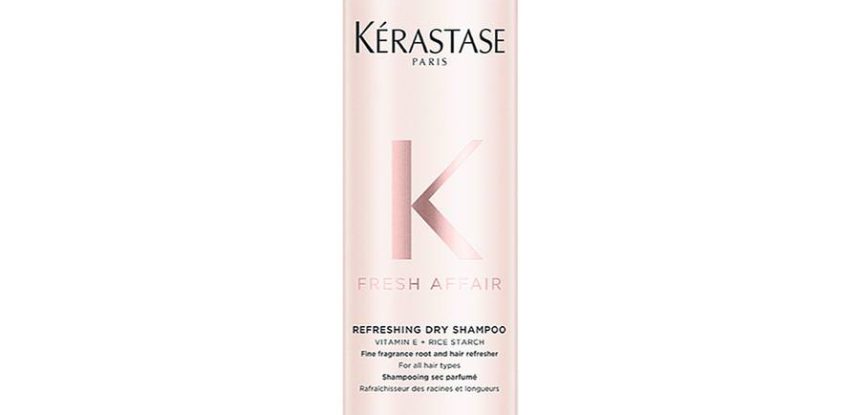 KÉRASTASE
PARIS
K
FRESH AFFAIR
REFRESHING DRY SHAMPOO
VITAMIN E + RICE STARCH
Fine fragrance root and hair refresher
For all hair types
Shampooing sec parfumé
Rafraîchisseur des racines et longueurs